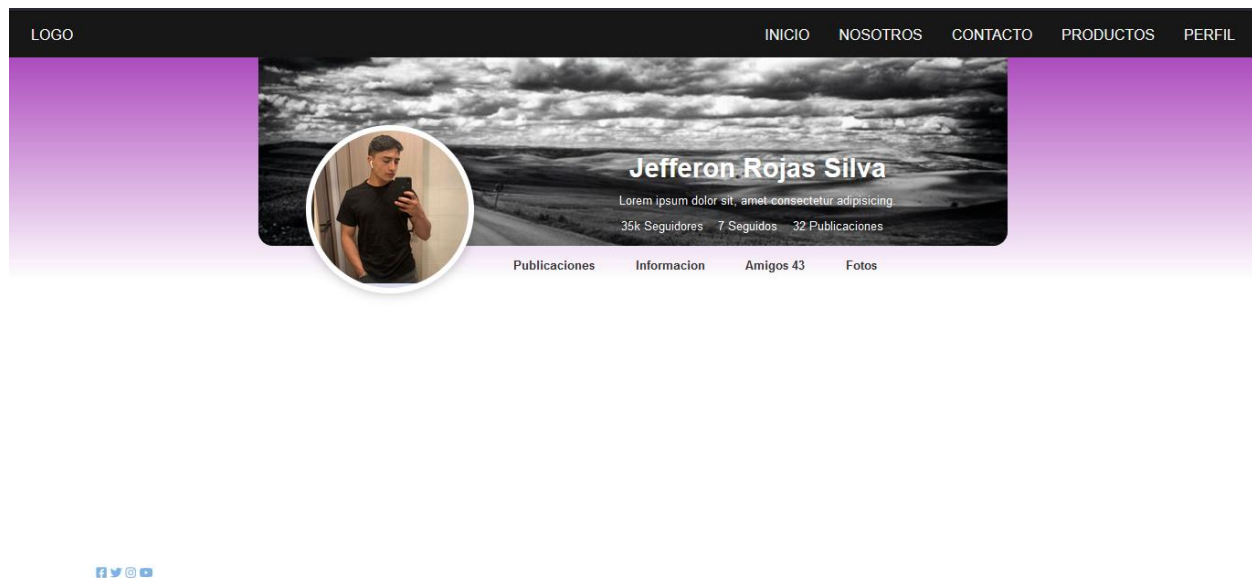 LOGO INICIO NOSOTROS CONTACTO PRODUCTOS PERFIL
Jefferon Rojas Silva
Lorem ipsum dolor sit, amet consectetur adipisicing.
35k Seguidores 7 Seguidos 32 Publicaciones
Publicaciones Informacion Amigos 43 Fotos